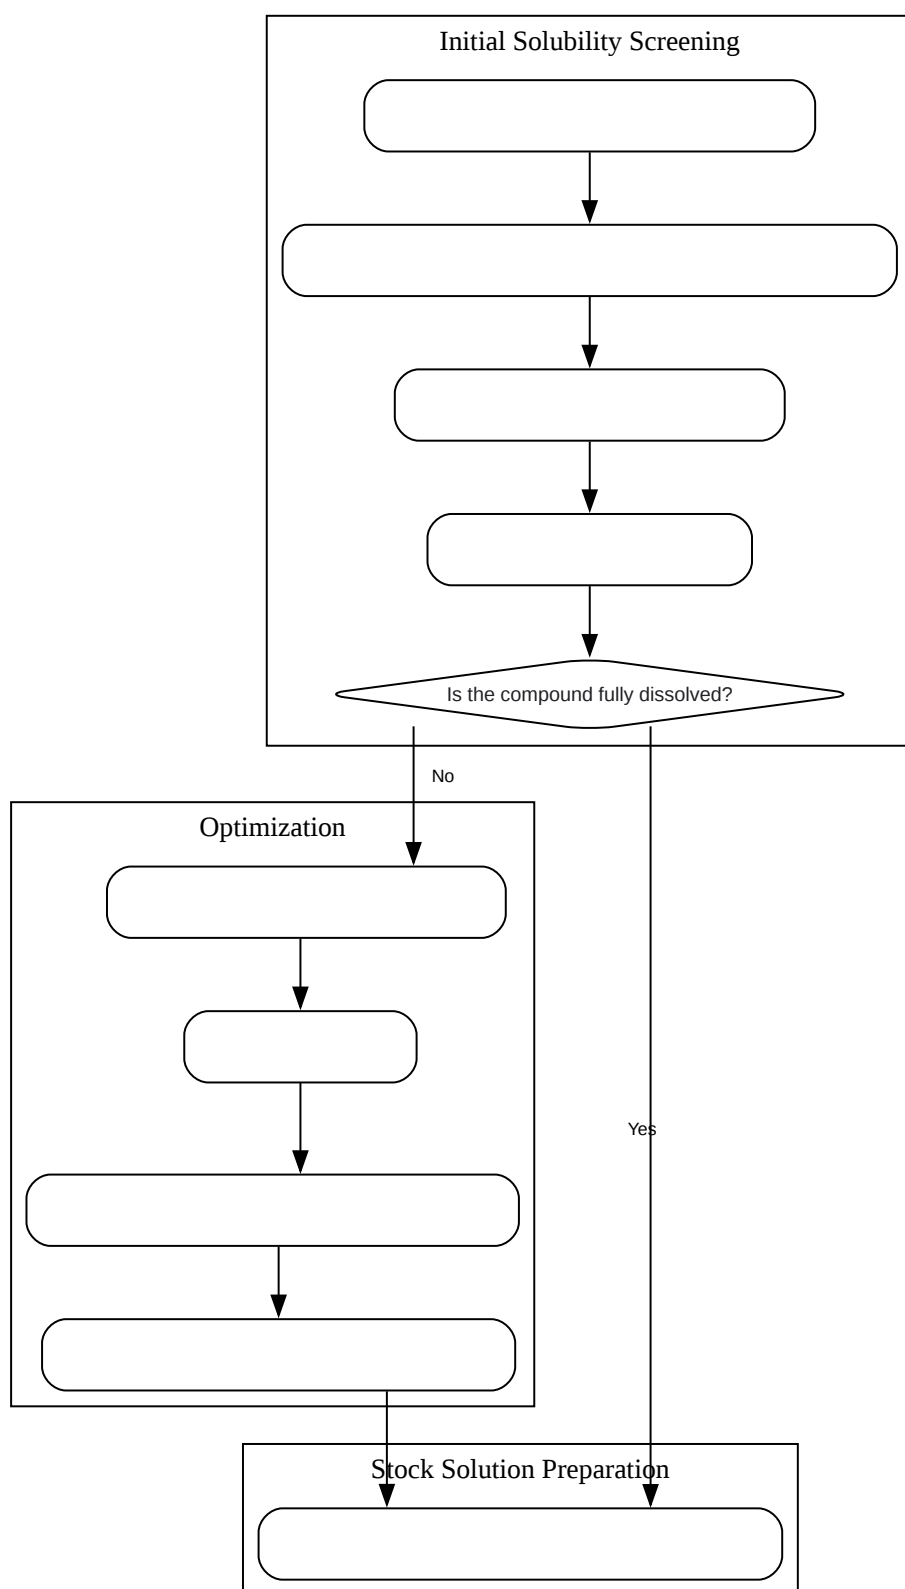 Initial Solubility Screening
Is the compound fully dissolved?
No
Optimization
Yes
Stock Solution Preparation